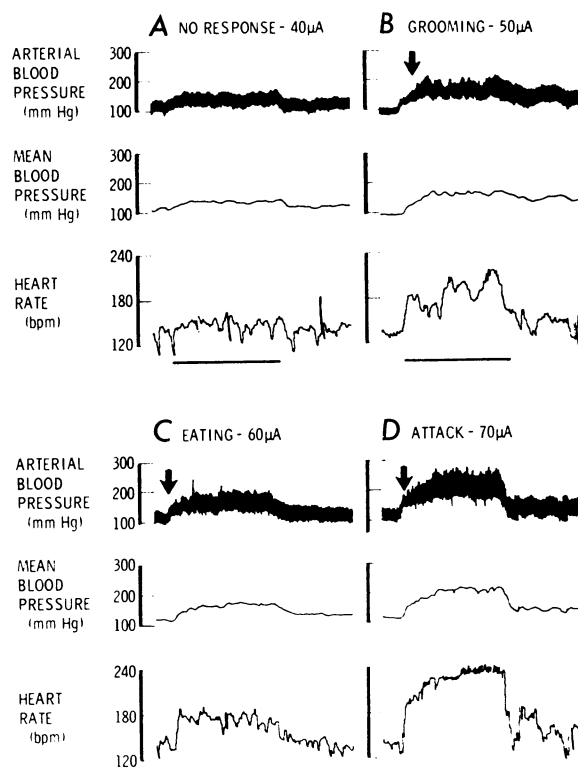 A NO RESPONSE - 40µA
B GROOMING - 50µA
ARTERIAL
BLOOD
PRESSURE
(mm Hg)
300
200
100
MEAN
BLOOD
PRESSURE
(mm Hg)
300
200
100
HEART
RATE
(bpm)
240
180
120
C EATING - 60µA
D ATTACK - 70µA
ARTERIAL
BLOOD
PRESSURE
(mm Hg)
300
200
100
MEAN
BLOOD
PRESSURE
(mm Hg)
300
200
100
HEART
RATE
(bpm)
240
180
120